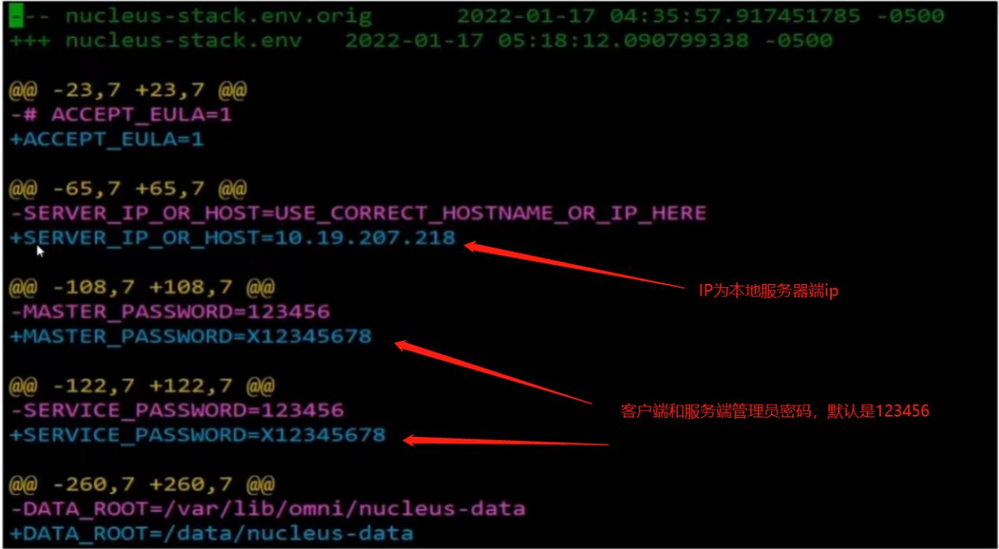 --- nucleus-stack.env.orig 2022-01-17 04:35:57.917451785 -0500
+++ nucleus-stack.env 2022-01-17 05:18:12.090799338 -0500
@@ -23,7 +23,7 @@
-# ACCEPT_EULA=1
+ACCEPT_EULA=1
@@ -65,7 +65,7 @@
-SERVER_IP_OR_HOST=USE_CORRECT_HOSTNAME_OR_IP_HERE
+SERVER_IP_OR_HOST=10.19.207.218
IP为本地服务器端ip
@@ -108,7 +108,7 @@
-MASTER_PASSWORD=123456
+MASTER_PASSWORD=X12345678
@@ -122,7 +122,7 @@
-SERVICE_PASSWORD=123456
客户端和服务端管理员密码，默认是123456
+SERVICE_PASSWORD=X12345678
@@ -260,7 +260,7 @@
-DATA_ROOT=/var/lib/omni/nucleus-data
+DATA_ROOT=/data/nucleus-data